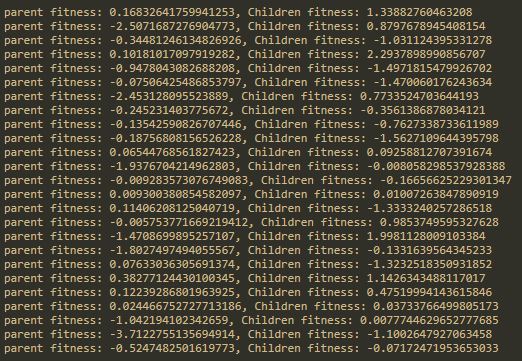 parent fitness: 0.16832641759941253, Children fitness: 1.33882760463208
parent fitness: -2.5071687276904773, Children fitness: 0.8797678945408154
parent fitness: -0.34481246134826926, Children fitness: -1.031124395331278
parent fitness: 0.10181017097919282, Children fitness: 2.2937898990856707
parent fitness: -0.9478043082688208, Children fitness: -1.4971815479926702
parent fitness: -0.07506425486853797, Children fitness: -1.470060176243634
parent fitness: -2.453128095523889, Children fitness: 0.7733524703644193
parent fitness: -0.245231403775672, Children fitness: -0.3561386878034121
parent fitness: -0.13542590826707446, Children fitness: -0.7627338733611989
parent fitness: -0.18756808156526228, Children fitness: -1.5627109644395798
parent fitness: 0.06544768561827423, Children fitness: 0.09258812707391674
parent fitness: -1.9376704214962803, Children fitness: -0.008058298537928388
parent fitness: -0.009283573076749083, Children fitness: -0.16656625229301347
parent fitness: 0.009300380854582097, Children fitness: 0.01007263847890919
parent fitness: 0.11406208125040719, Children fitness: -1.3333240257286518
parent fitness: -0.005753771669219412, Children fitness: 0.9853749595327628
parent fitness: -1.4708699895257107, Children fitness: 1.9981128009103384
parent fitness: -1.8027497494055567, Children fitness: -0.1331639564345233
parent fitness: 0.07633036305691374, Children fitness: -1.3232518350931852
parent fitness: 0.38277124430100345, Children fitness: 1.1426343488117017
parent fitness: 0.12239286801963925, Children fitness: 0.47519994143615846
parent fitness: 0.024466752727713186, Children fitness: 0.03733766499805173
parent fitness: -1.042194102342659, Children fitness: 0.0077744629652777685
parent fitness: -3.7122755135694914, Children fitness: -1.1002647927063458
parent fitness: -0.5247482501619773, Children fitness: -0.07172471953653033